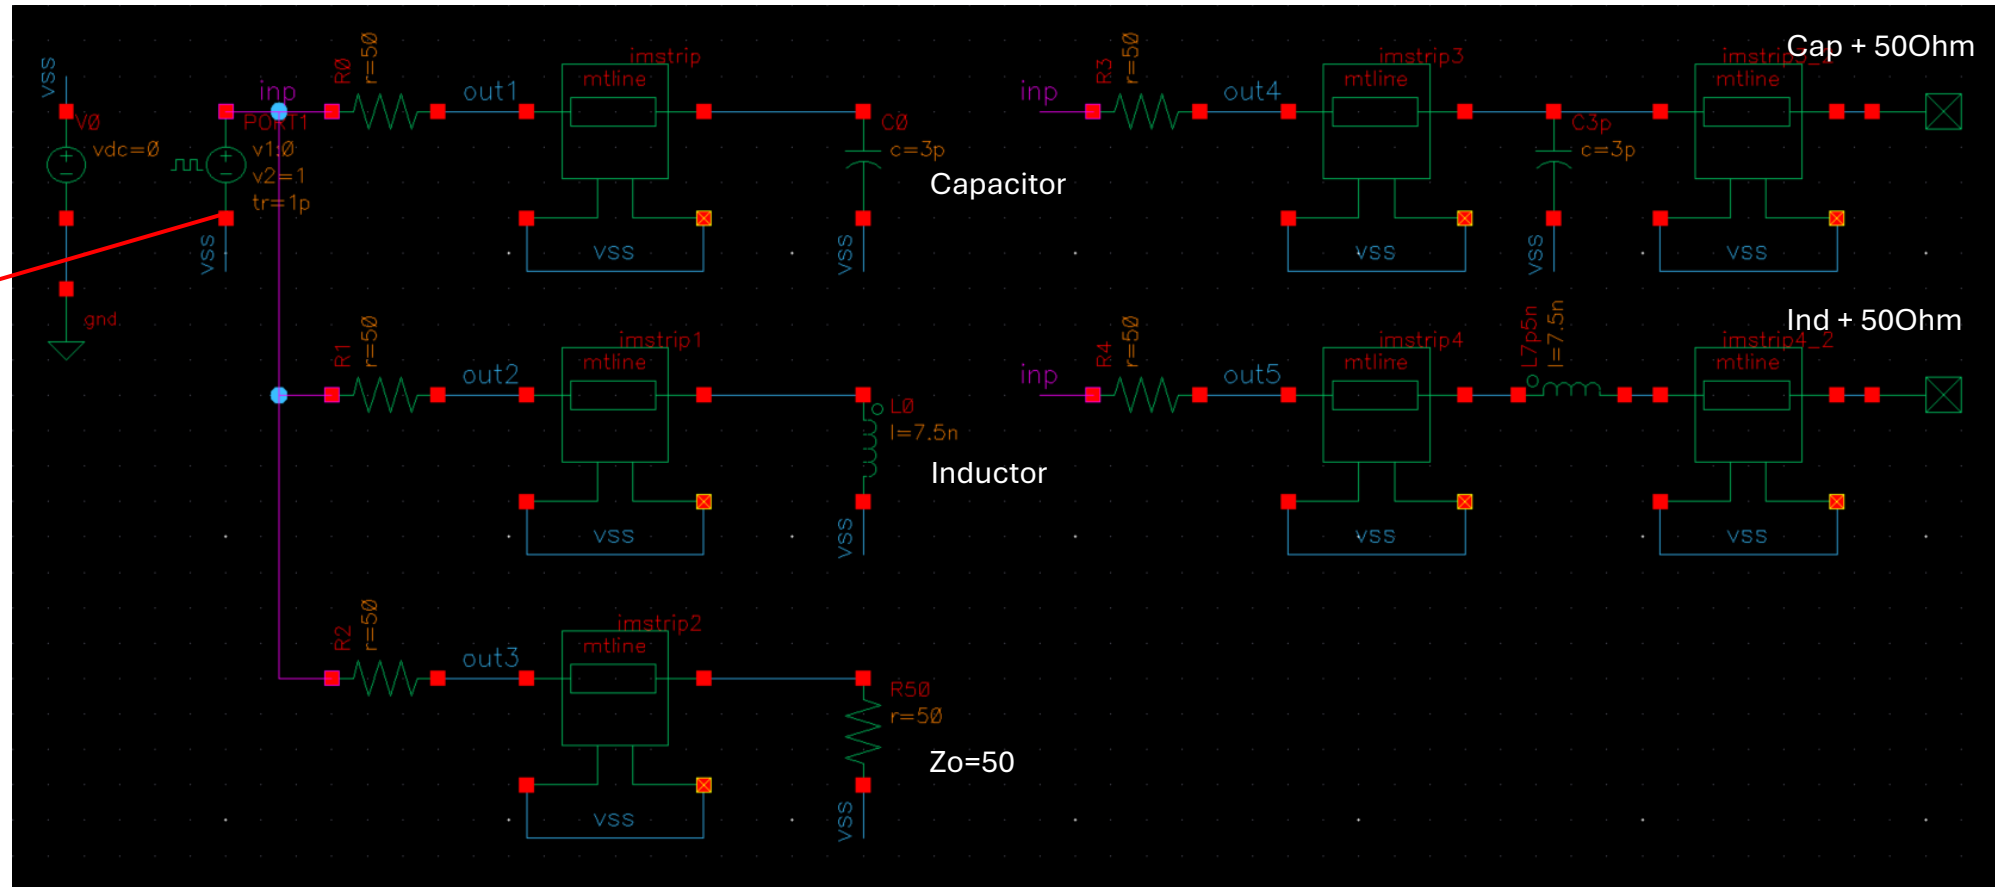 VSS
V0
vdc=0
gnd
inp
PORT1
v1:0
v2=1
tr=1p
VSS
R0
r=50
out1
imstrip
mtline
VSS
C0
c=3p
VSS
Capacitor
R1
r=50
out2
imstrip1
mtline
VSS
L0
l=7.5n
VSS
Inductor
R2
r=50
out3
imstrip2
mtline
VSS
R50
r=50
VSS
Zo=50
inp
R3
r=50
out4
imstrip3
mtline
VSS
C3p
c=3p
VSS
mtline
VSS
Cap + 50Ohm
inp
R4
r=50
out5
imstrip4
mtline
VSS
L7p5n
l=7.5n
imstrip4_2
mtline
VSS
Ind + 50Ohm